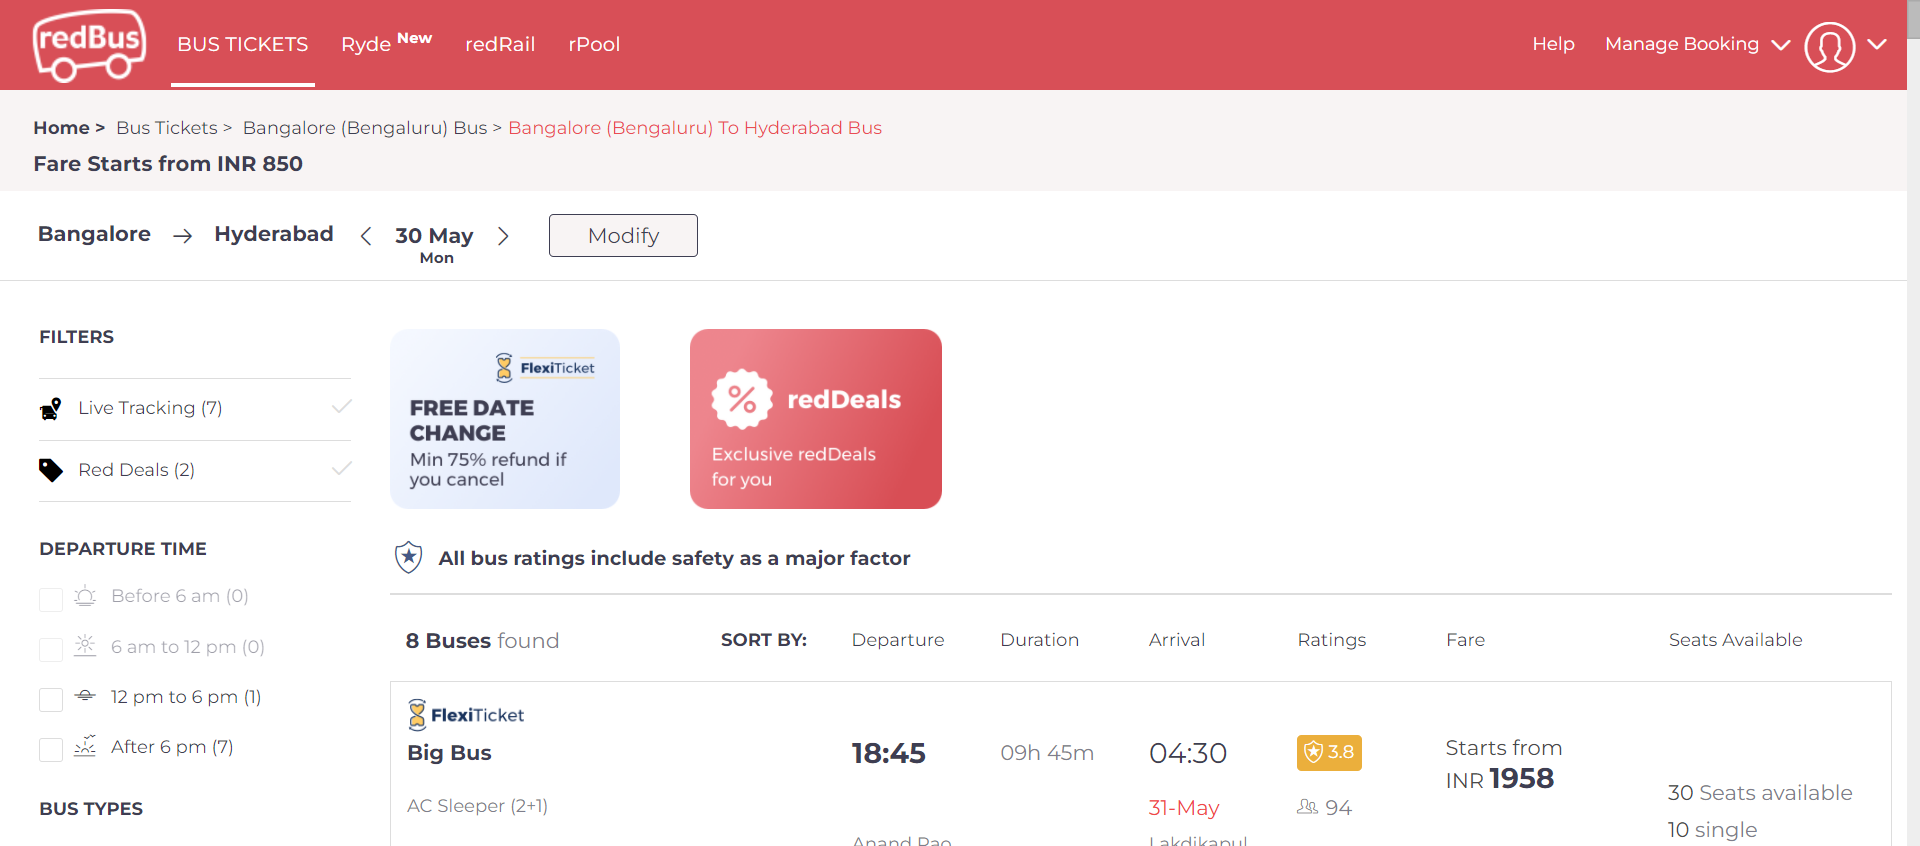 redBus
BUS TICKETS
Ryde New
redRail
rPool
Help
Manage Booking
Home > Bus Tickets > Bangalore (Bengaluru) Bus > Bangalore (Bengaluru) To Hyderabad Bus
Fare Starts from INR 850
Bangalore → Hyderabad < 30 May >
Mon
Modify
FILTERS
Live Tracking (7)
Red Deals (2)
DEPARTURE TIME
Before 6 am (0)
6 am to 12 pm (0)
12 pm to 6 pm (1)
After 6 pm (7)
BUS TYPES
FlexiTicket
FREE DATE
CHANGE
Min 75% refund if
you cancel
% redDeals
Exclusive redDeals
for you
All bus ratings include safety as a major factor
8 Buses found
SORT BY:
Departure
Duration
Arrival
Ratings
Fare
Seats Available
FlexiTicket
Big Bus
AC Sleeper (2+1)
18:45
Anand Rao
09h 45m
04:30
31-May
Lakdikapul
3.8
94
Starts from
INR 1958
30 Seats available
10 single